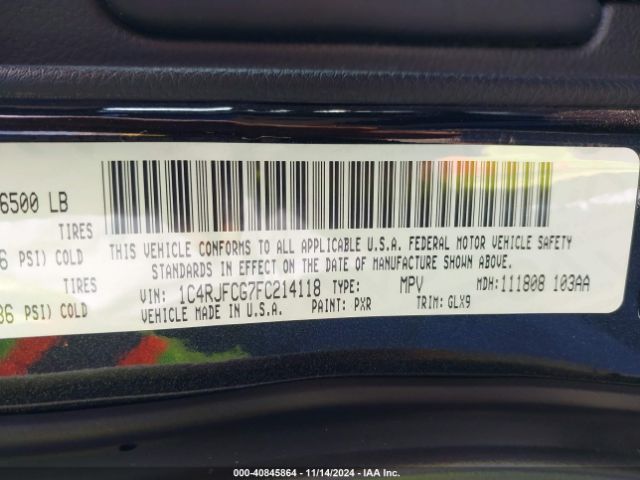 6500 LB
TIRES
6 PSI) COLD
TIRES
36 PSI) COLD
THIS VEHICLE CONFORMS TO ALL APPLICABLE U.S.A. FEDERAL MOTOR VEHICLE SAFETY
STANDARDS IN EFFECT ON THE DATE OF MANUFACTURE SHOWN ABOVE.
VIN: 1C4RJFCG7FC214118 TYPE: MPV MDH: 111808 103AA
VEHICLE MADE IN U.S.A. PAINT: PXR TRIM: GLX9
000-40845864 - 11/14/2024 - IAA Inc.